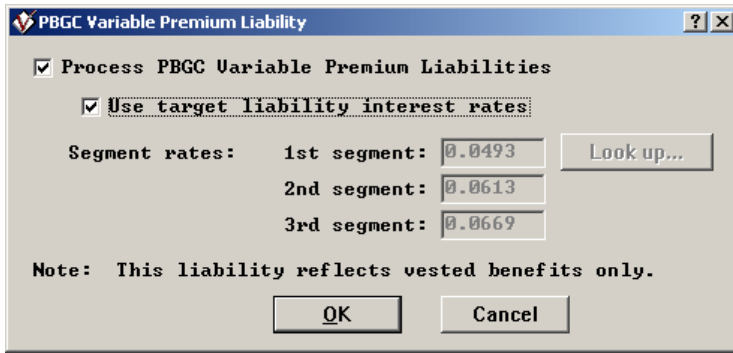 PBGC Variable Premium Liability
Process PBGC Variable Premium Liabilities
Use target liability interest rates
Segment rates: 1st segment: 0.0493 Look up...
2nd segment: 0.0613
3rd segment: 0.0669
Note: This liability reflects vested benefits only.
OK Cancel